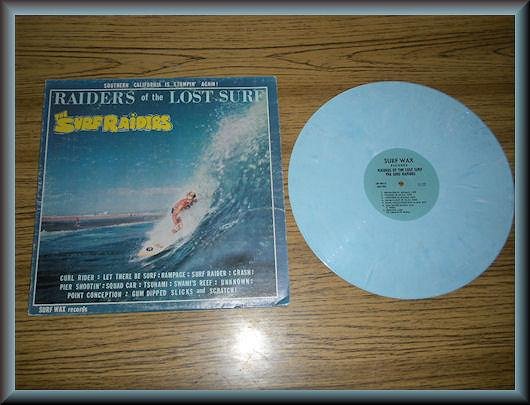 SOUTHERN CALIFORNIA IS STOMPIN' AGAIN!
RAIDERS of the LOST SURF
THE SURF RAIDERS
CURL RIDER : LET THERE BE SURF : RAMPAGE : SURF RAIDER : CRASH!
PIER SHOOTIN' : SQUAD CAR : TSUNAMI : SWAMI'S REEF : UNKNOWN :
POINT CONCEPTION : GUM DIPPED SLICKS and SCRATCH!
SURF WAX records
SURF WAX
RECORDS
RAIDERS OF THE LOST SURF
THE SURF RAIDERS